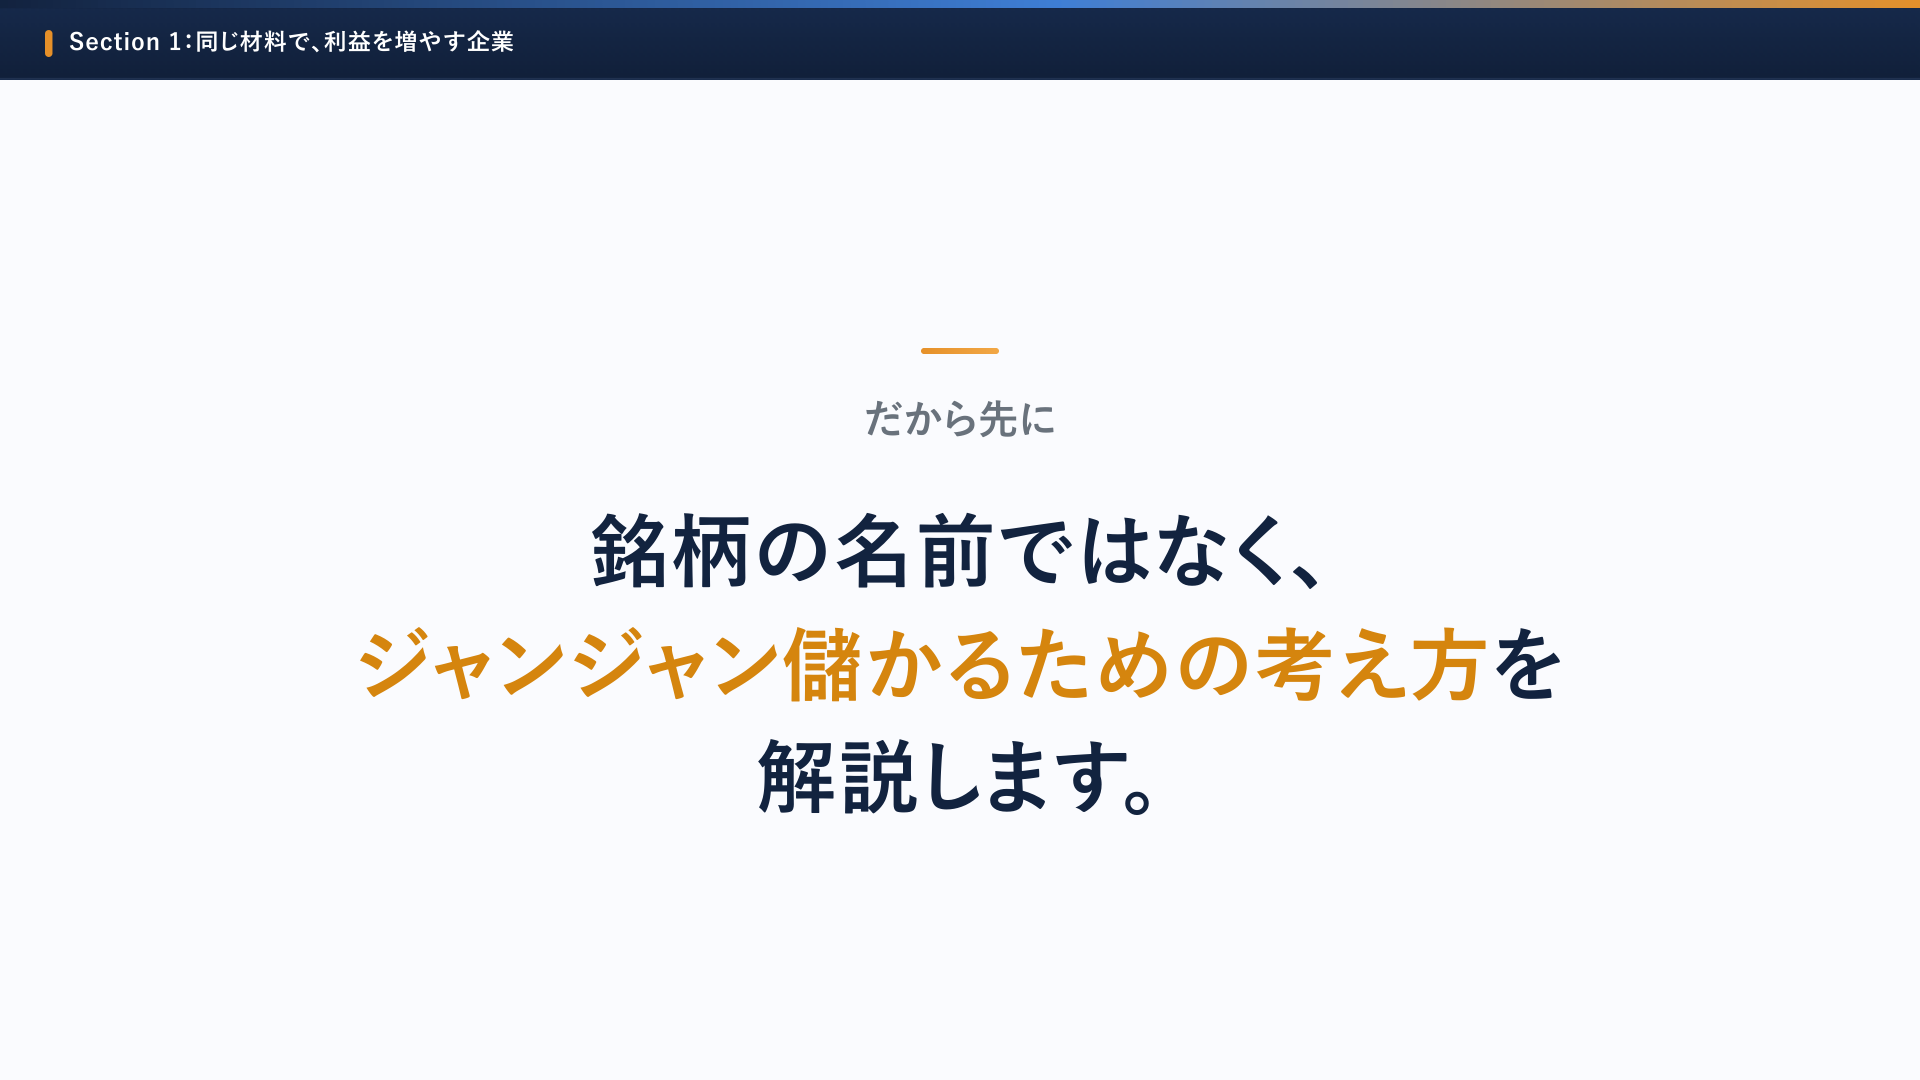 Section 1：同じ材料で、利益を増やす企業
だから先に
銘柄の名前ではなく、
ジャンジャン儲かるための考え方を
解説します。